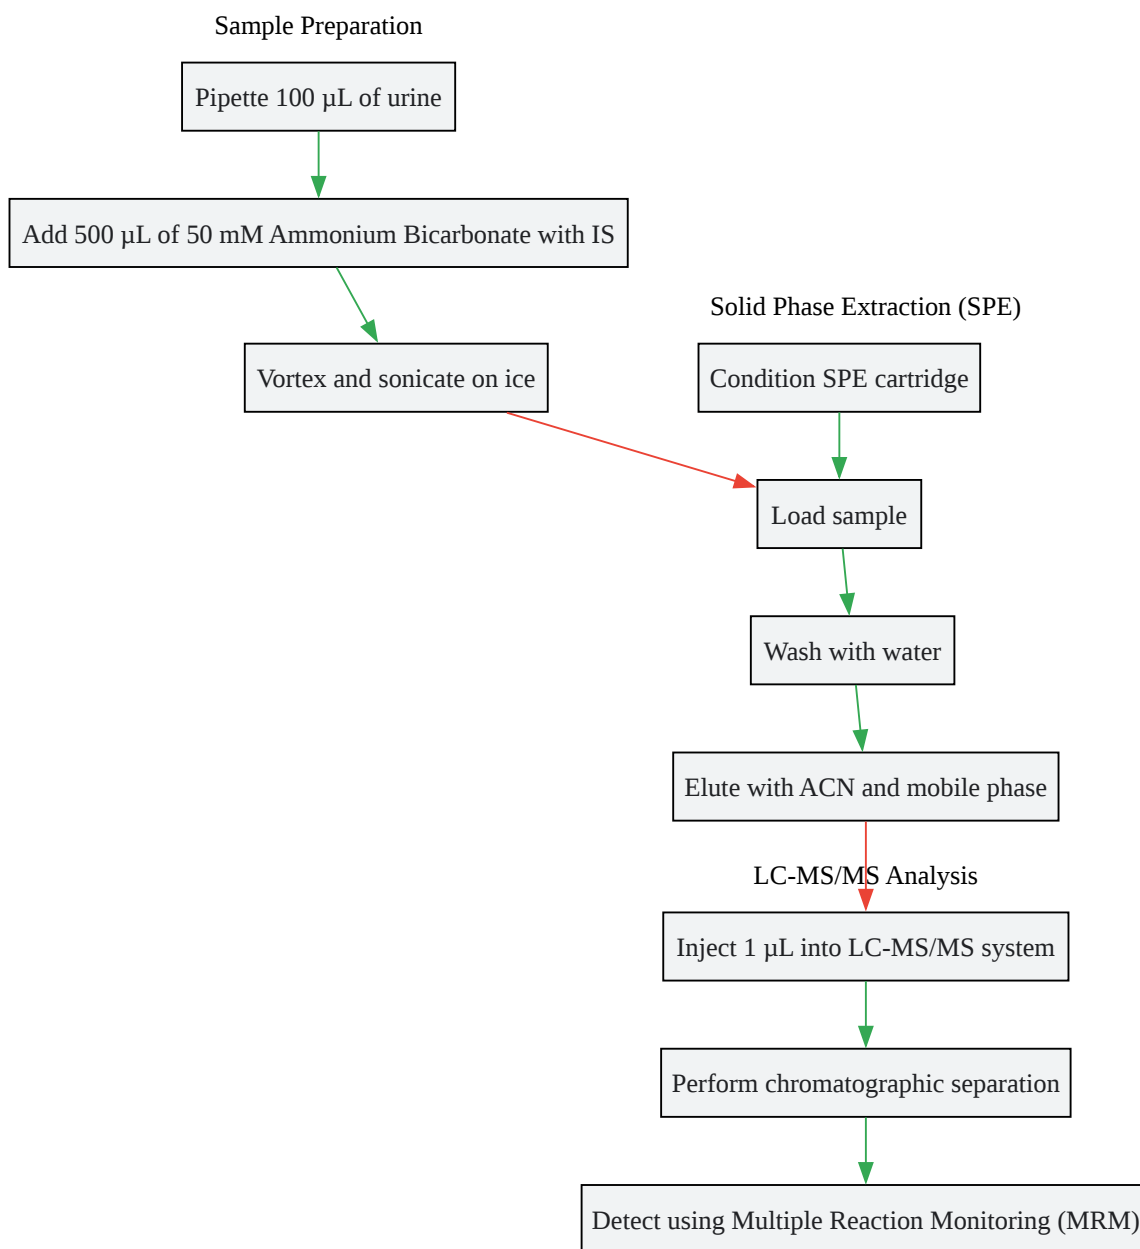 Sample Preparation
Pipette 100 µL of urine
Add 500 µL of 50 mM Ammonium Bicarbonate with IS
Vortex and sonicate on ice
Solid Phase Extraction (SPE)
Condition SPE cartridge
Load sample
Wash with water
Elute with ACN and mobile phase
LC-MS/MS Analysis
Inject 1 µL into LC-MS/MS system
Perform chromatographic separation
Detect using Multiple Reaction Monitoring (MRM)